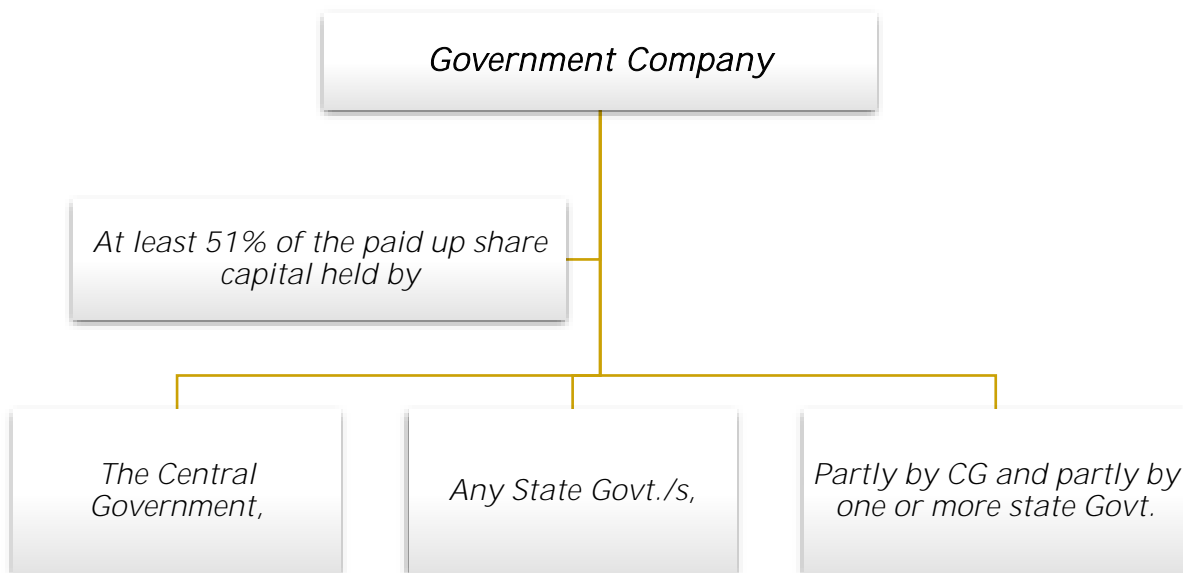 Government Company
At least 51% of the paid up share
capital held by
The Central
Government,
Any State Govt./s,
Partly by CG and partly by
one or more state Govt.